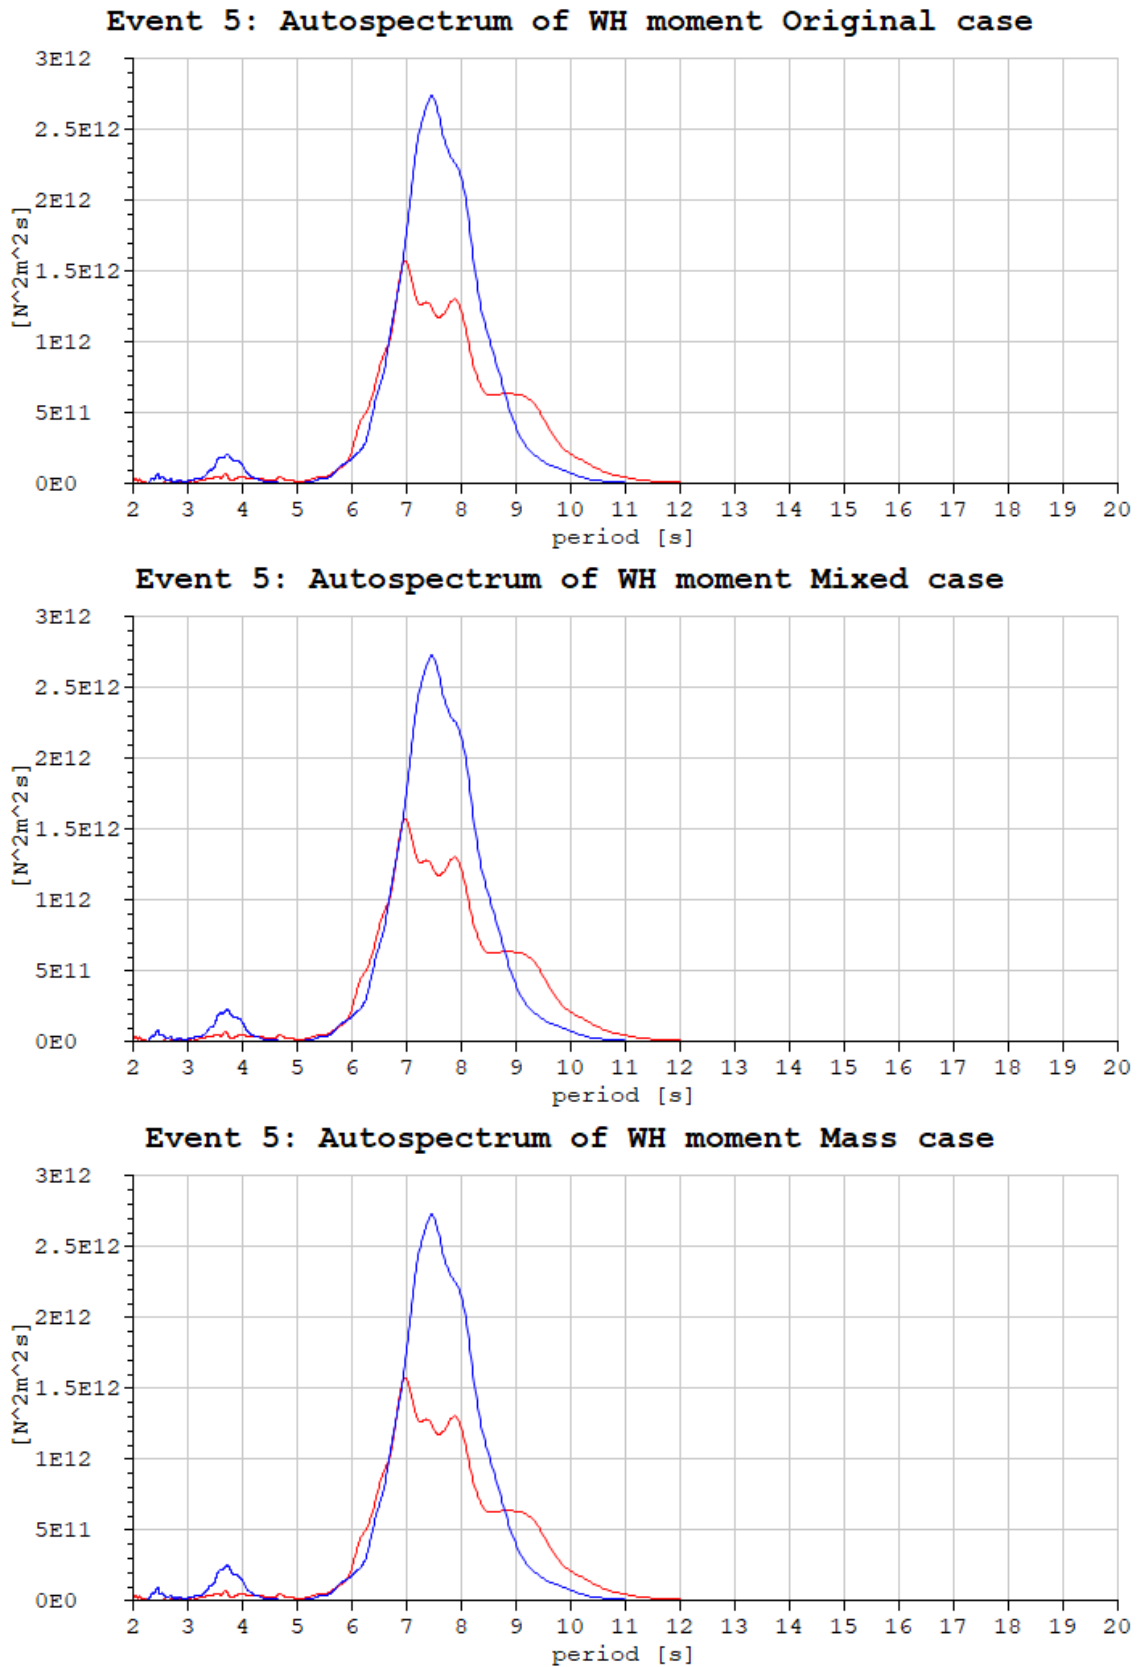 Event 5: Autospectrum of WH moment Original case
3E12
2.5E12
2E12
1.5E12
1E12
5E11
0E0
[N^2m^2s]
2 3 4 5 6 7 8 9 10 11 12 13 14 15 16 17 18 19 20
period [s]
Event 5: Autospectrum of WH moment Mixed case
3E12
2.5E12
2E12
1.5E12
1E12
5E11
0E0
[N^2m^2s]
2 3 4 5 6 7 8 9 10 11 12 13 14 15 16 17 18 19 20
period [s]
Event 5: Autospectrum of WH moment Mass case
3E12
2.5E12
2E12
1.5E12
1E12
5E11
0E0
[N^2m^2s]
2 3 4 5 6 7 8 9 10 11 12 13 14 15 16 17 18 19 20
period [s]